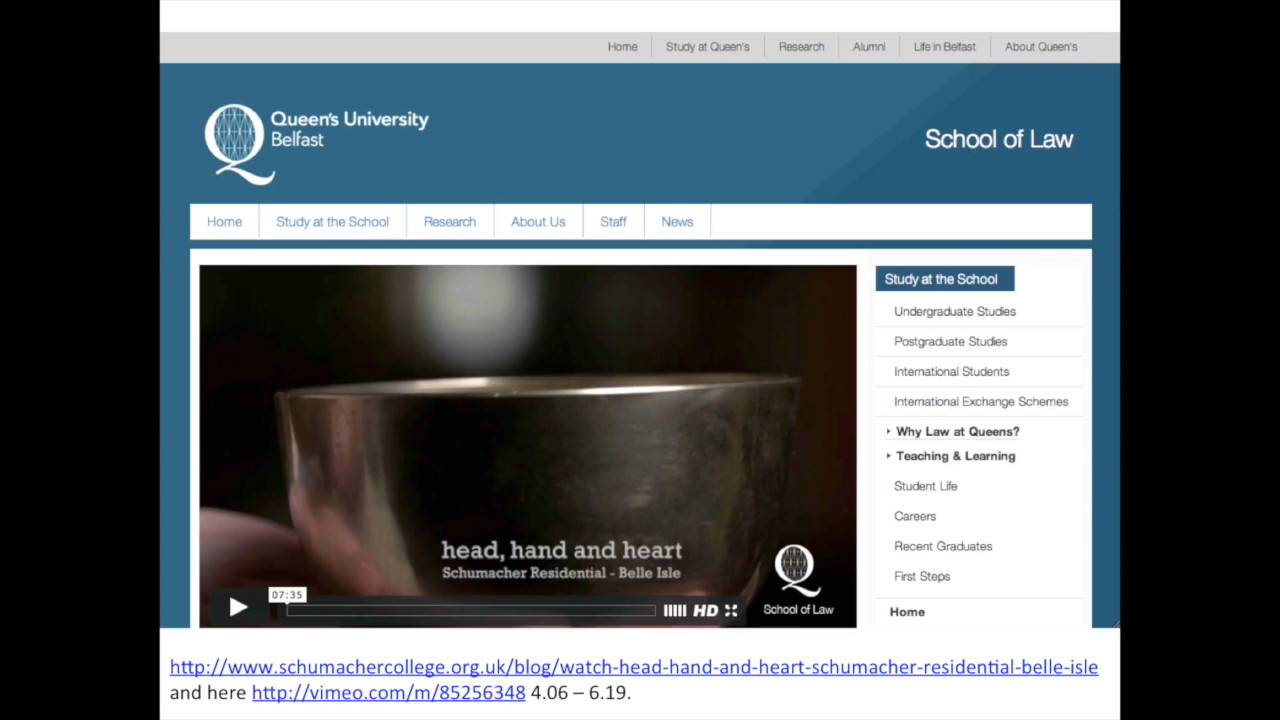 Home Study at Queen's Research Alumni Life in Belfast About Queen's
Queen's University
Belfast
School of Law
Home Study at the School Research About Us Staff News
head, hand and heart
Schumacher Residential - Belle Isle
07:35
HD
School of Law
Study at the School
Undergraduate Studies
Postgraduate Studies
International Students
International Exchange Schemes
Why Law at Queens?
Teaching & Learning
Student Life
Careers
Recent Graduates
First Steps
Home
http://www.schumachercollege.org.uk/blog/watch-head-hand-and-heart-schumacher-residential-belle-isle
and here http://vimeo.com/m/85256348 4.06 – 6.19.